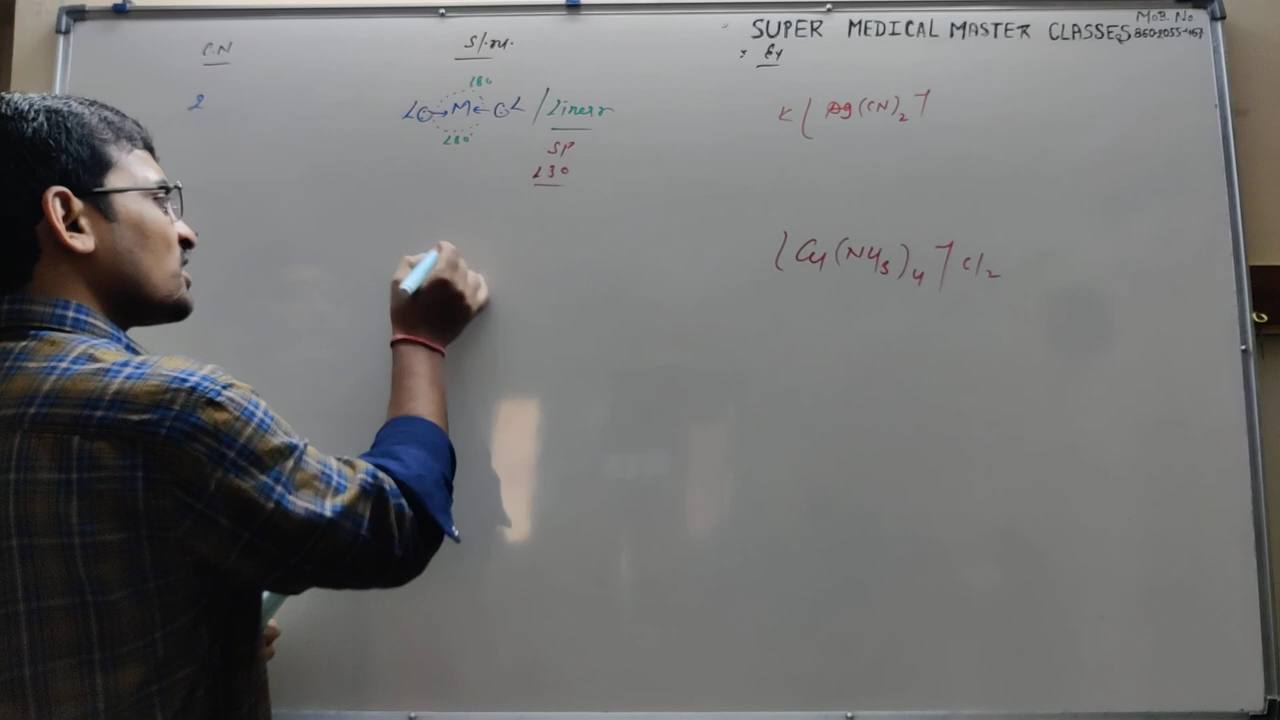 SUPER MEDICAL MASTER CLASSES
MOB. No
C.N
Ex
180
2
L→M←L / Linear
K[Ag(CN)2]
180
SP
180
[Cu(NH3)4]Cl2